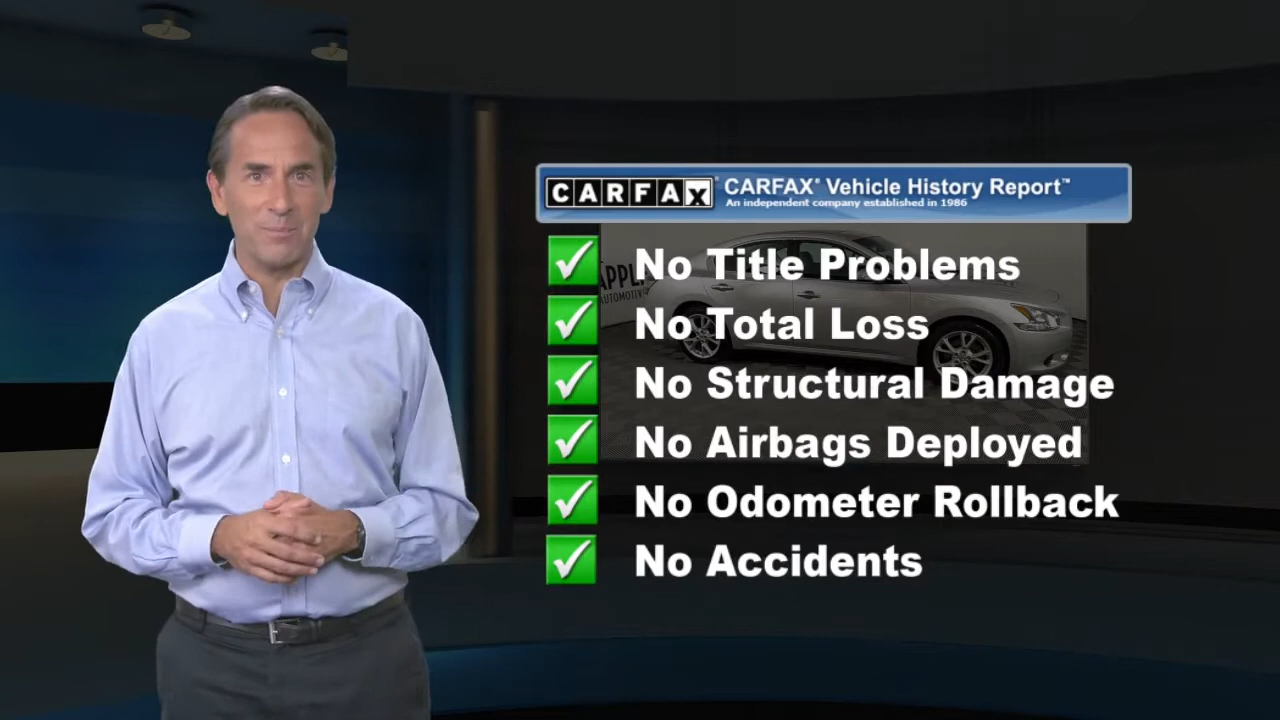 CARFAX® CARFAX® Vehicle History Report™
An independent company established in 1986
No Title Problems
No Total Loss
No Structural Damage
No Airbags Deployed
No Odometer Rollback
No Accidents